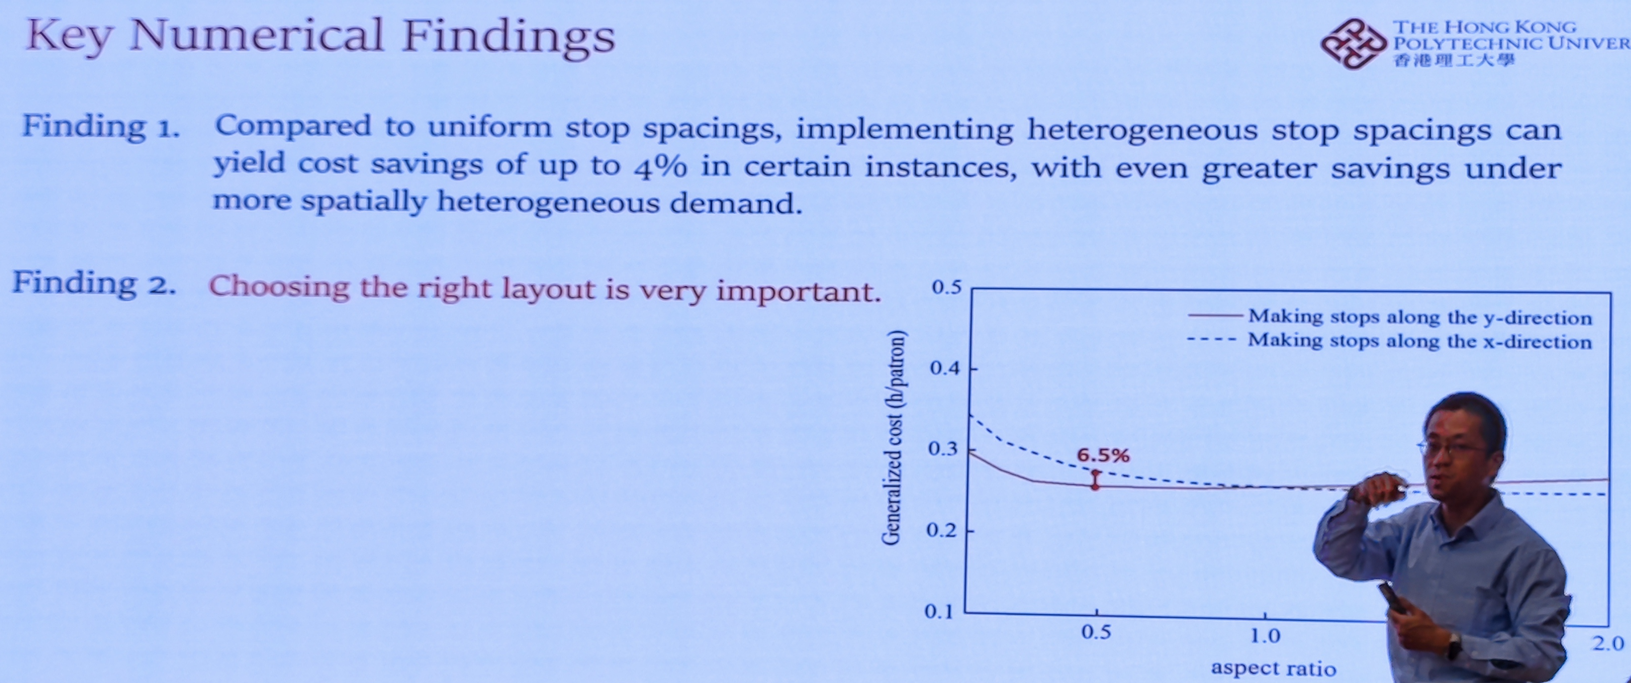 Key Numerical Findings
THE HONG KONG
POLYTECHNIC UNIVER
香港理工大學
Finding 1. Compared to uniform stop spacings, implementing heterogeneous stop spacings can
yield cost savings of up to 4% in certain instances, with even greater savings under
more spatially heterogeneous demand.
Finding 2. Choosing the right layout is very important.
0.5
Making stops along the y-direction
Making stops along the x-direction
0.4
Generalized cost (h/patron)
0.3
6.5%
0.2
0.1
0.5
1.0
2.0
aspect ratio